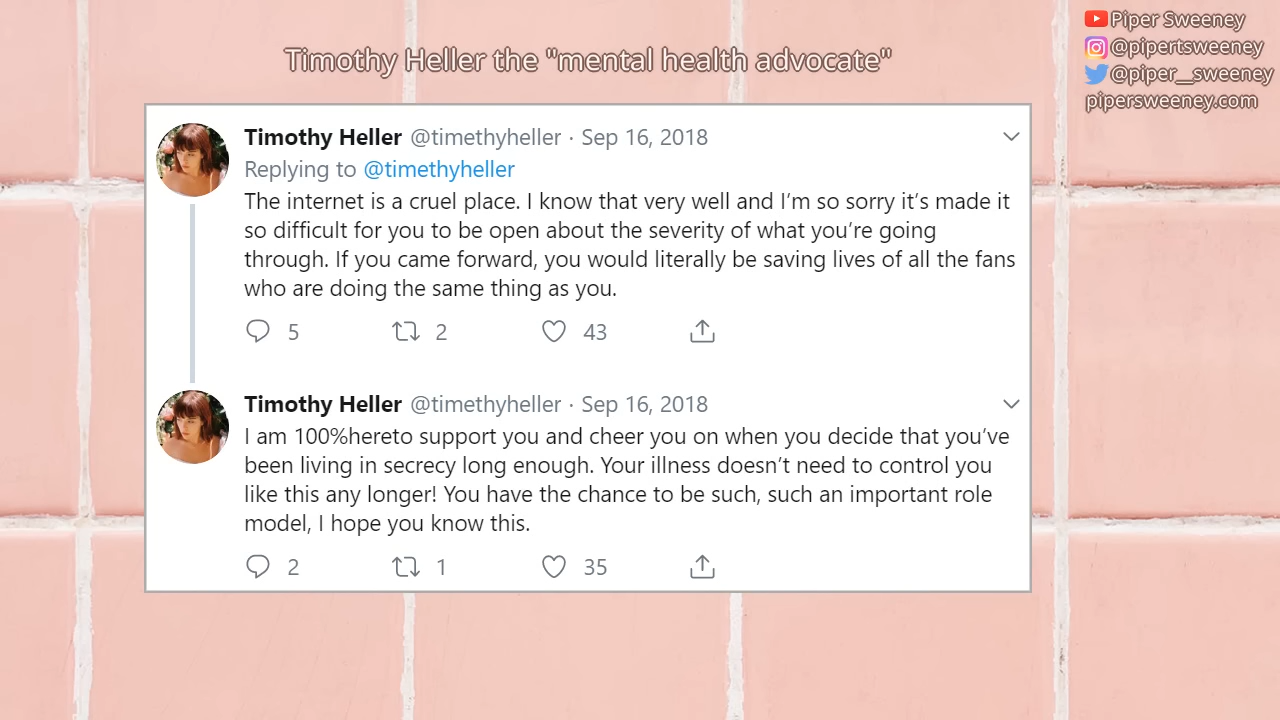 Timothy Heller the "mental health advocate"
Piper Sweeney
@pipertsweeney
@piper__sweeney
pipersweeney.com
Timothy Heller @timethyheller · Sep 16, 2018
Replying to @timethyheller
The internet is a cruel place. I know that very well and I’m so sorry it’s made it
so difficult for you to be open about the severity of what you’re going
through. If you came forward, you would literally be saving lives of all the fans
who are doing the same thing as you.
5 2 43
Timothy Heller @timethyheller · Sep 16, 2018
I am 100%hereto support you and cheer you on when you decide that you’ve
been living in secrecy long enough. Your illness doesn’t need to control you
like this any longer! You have the chance to be such, such an important role
model, I hope you know this.
2 1 35